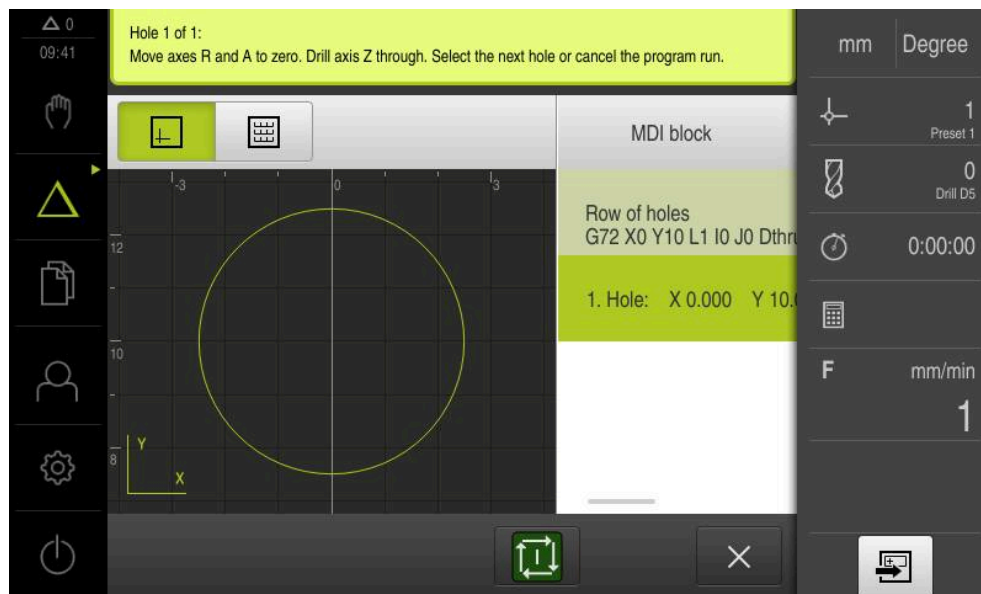 0
09:41
Hole 1 of 1:
Move axes R and A to zero. Drill axis Z through. Select the next hole or cancel the program run.
mm Degree
MDI block
1
Preset 1
0
Drill D5
0:00:00
F mm/min
1
-3 0 3
12
10
8
Y
X
Row of holes
G72 X0 Y10 L1 I0 J0 Dthru
1. Hole: X 0.000 Y 10.0